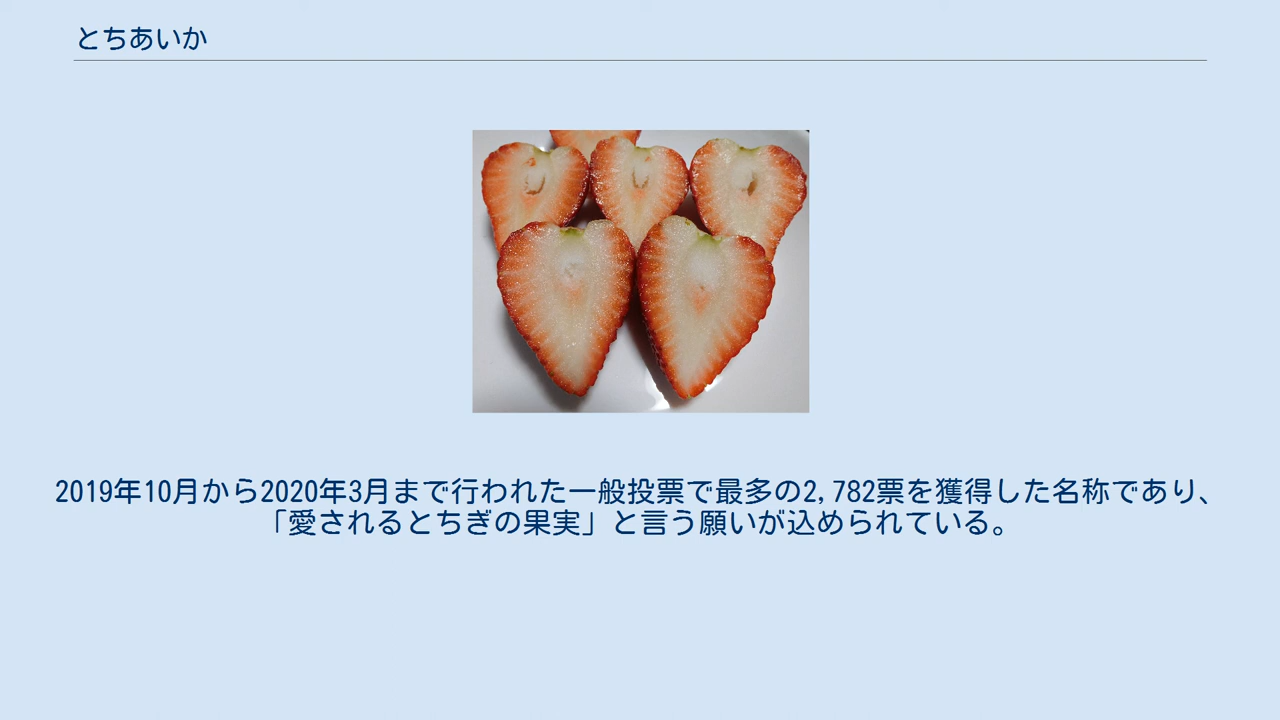 とちあいか
2019年10月から2020年3月まで行われた一般投票で最多の2,782票を獲得した名称であり、
「愛されるとちぎの果実」と言う願いが込められている。